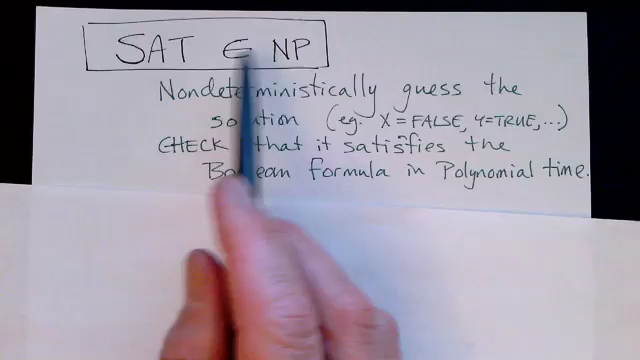 SAT ∈ NP
Nondeterministically guess the
solution (eg. X = FALSE, Y=TRUE,...)
CHECK that it satisfies the
Boolean formula in Polynomial time.